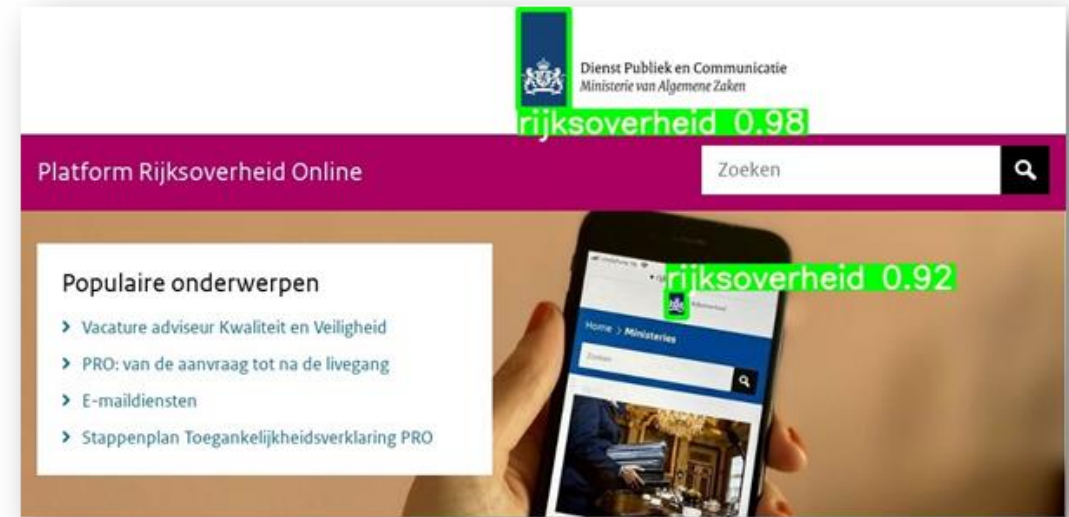 Dienst Publiek en Communicatie
Ministerie van Algemene Zaken
rijksoverheid 0.98
Platform Rijksoverheid Online
Zoeken
Populaire onderwerpen
Vacature adviseur Kwaliteit en Veiligheid
PRO: van de aanvraag tot na de livegang
E-maildiensten
Stappenplan Toegankelijkheidsverklaring PRO
rijksoverheid 0.92
Home > Ministeries
Zoeken